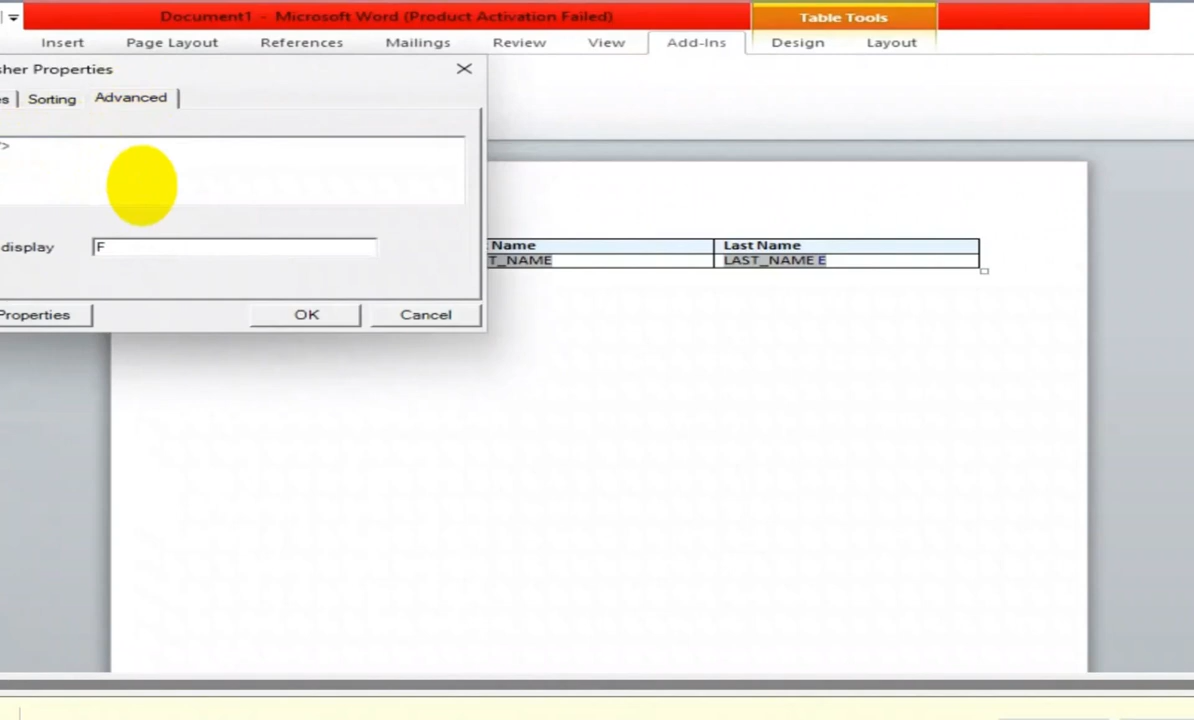 Document1 - Microsoft Word (Product Activation Failed)
Table Tools
Insert Page Layout References Mailings Review View Add-Ins Design Layout
sher Properties
es Sorting Advanced
/>
display F
Properties OK Cancel
t Name Last Name
T_NAME LAST_NAME E